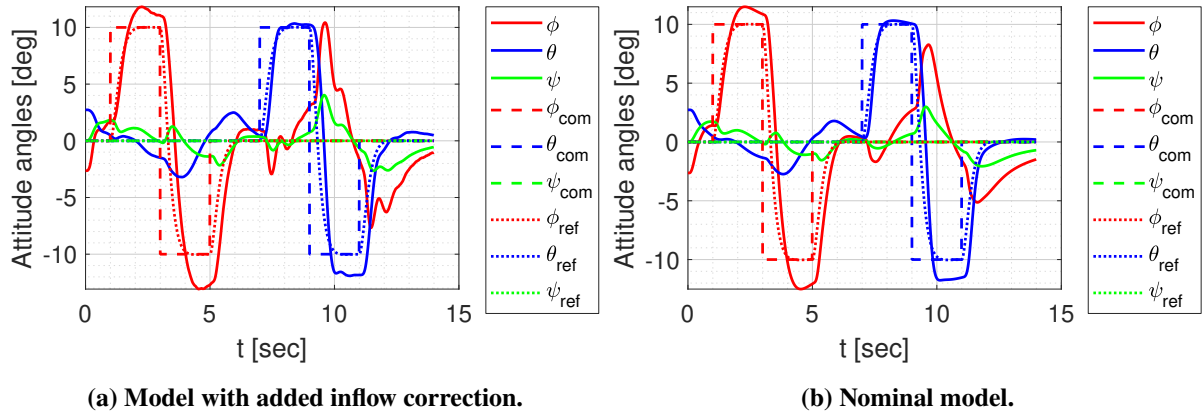 Attitude angles [deg]
10
5
0
-5
-10
0 5 10 15
t [sec]
ϕ
θ
ψ
ϕcom
θcom
ψcom
ϕref
θref
ψref
(a) Model with added inflow correction.
Attitude angles [deg]
10
5
0
-5
-10
0 5 10 15
t [sec]
ϕ
θ
ψ
ϕcom
θcom
ψcom
ϕref
θref
ψref
(b) Nominal model.